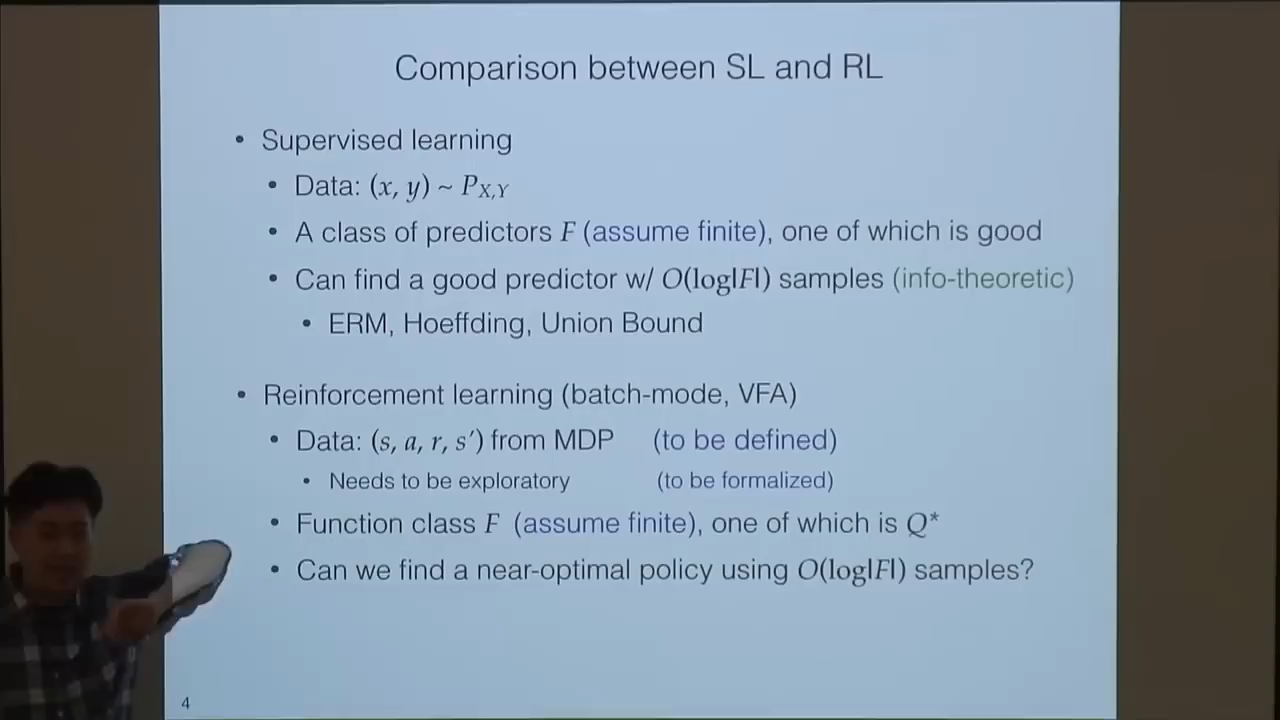 Comparison between SL and RL
• Supervised learning
• Data: (x, y) ~ P_{X,Y}
• A class of predictors F (assume finite), one of which is good
• Can find a good predictor w/ O(log|F|) samples (info-theoretic)
• ERM, Hoeffding, Union Bound
• Reinforcement learning (batch-mode, VFA)
• Data: (s, a, r, s′) from MDP (to be defined)
• Needs to be exploratory (to be formalized)
• Function class F (assume finite), one of which is Q*
• Can we find a near-optimal policy using O(log|F|) samples?
4